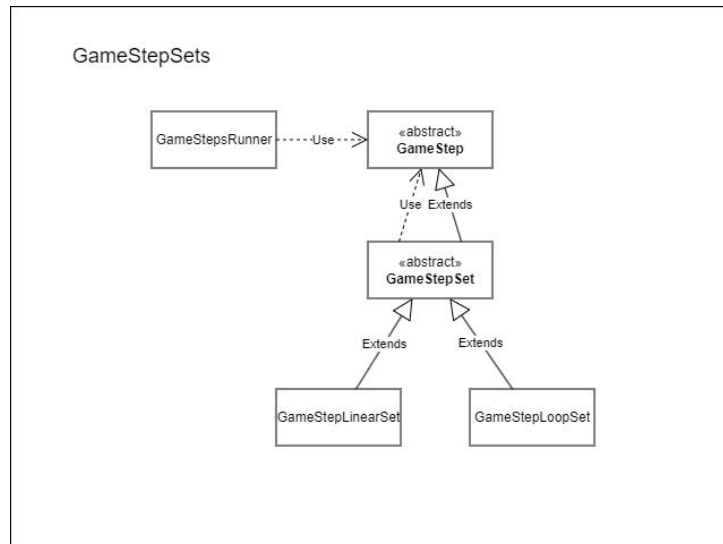 GameStepSets
«abstract»
GameStepsRunner
Use
GameStep
Use
Extends
«abstract»
GameStepSet
Extends
Extends
GameStepLinearSet
GameStepLoopSet